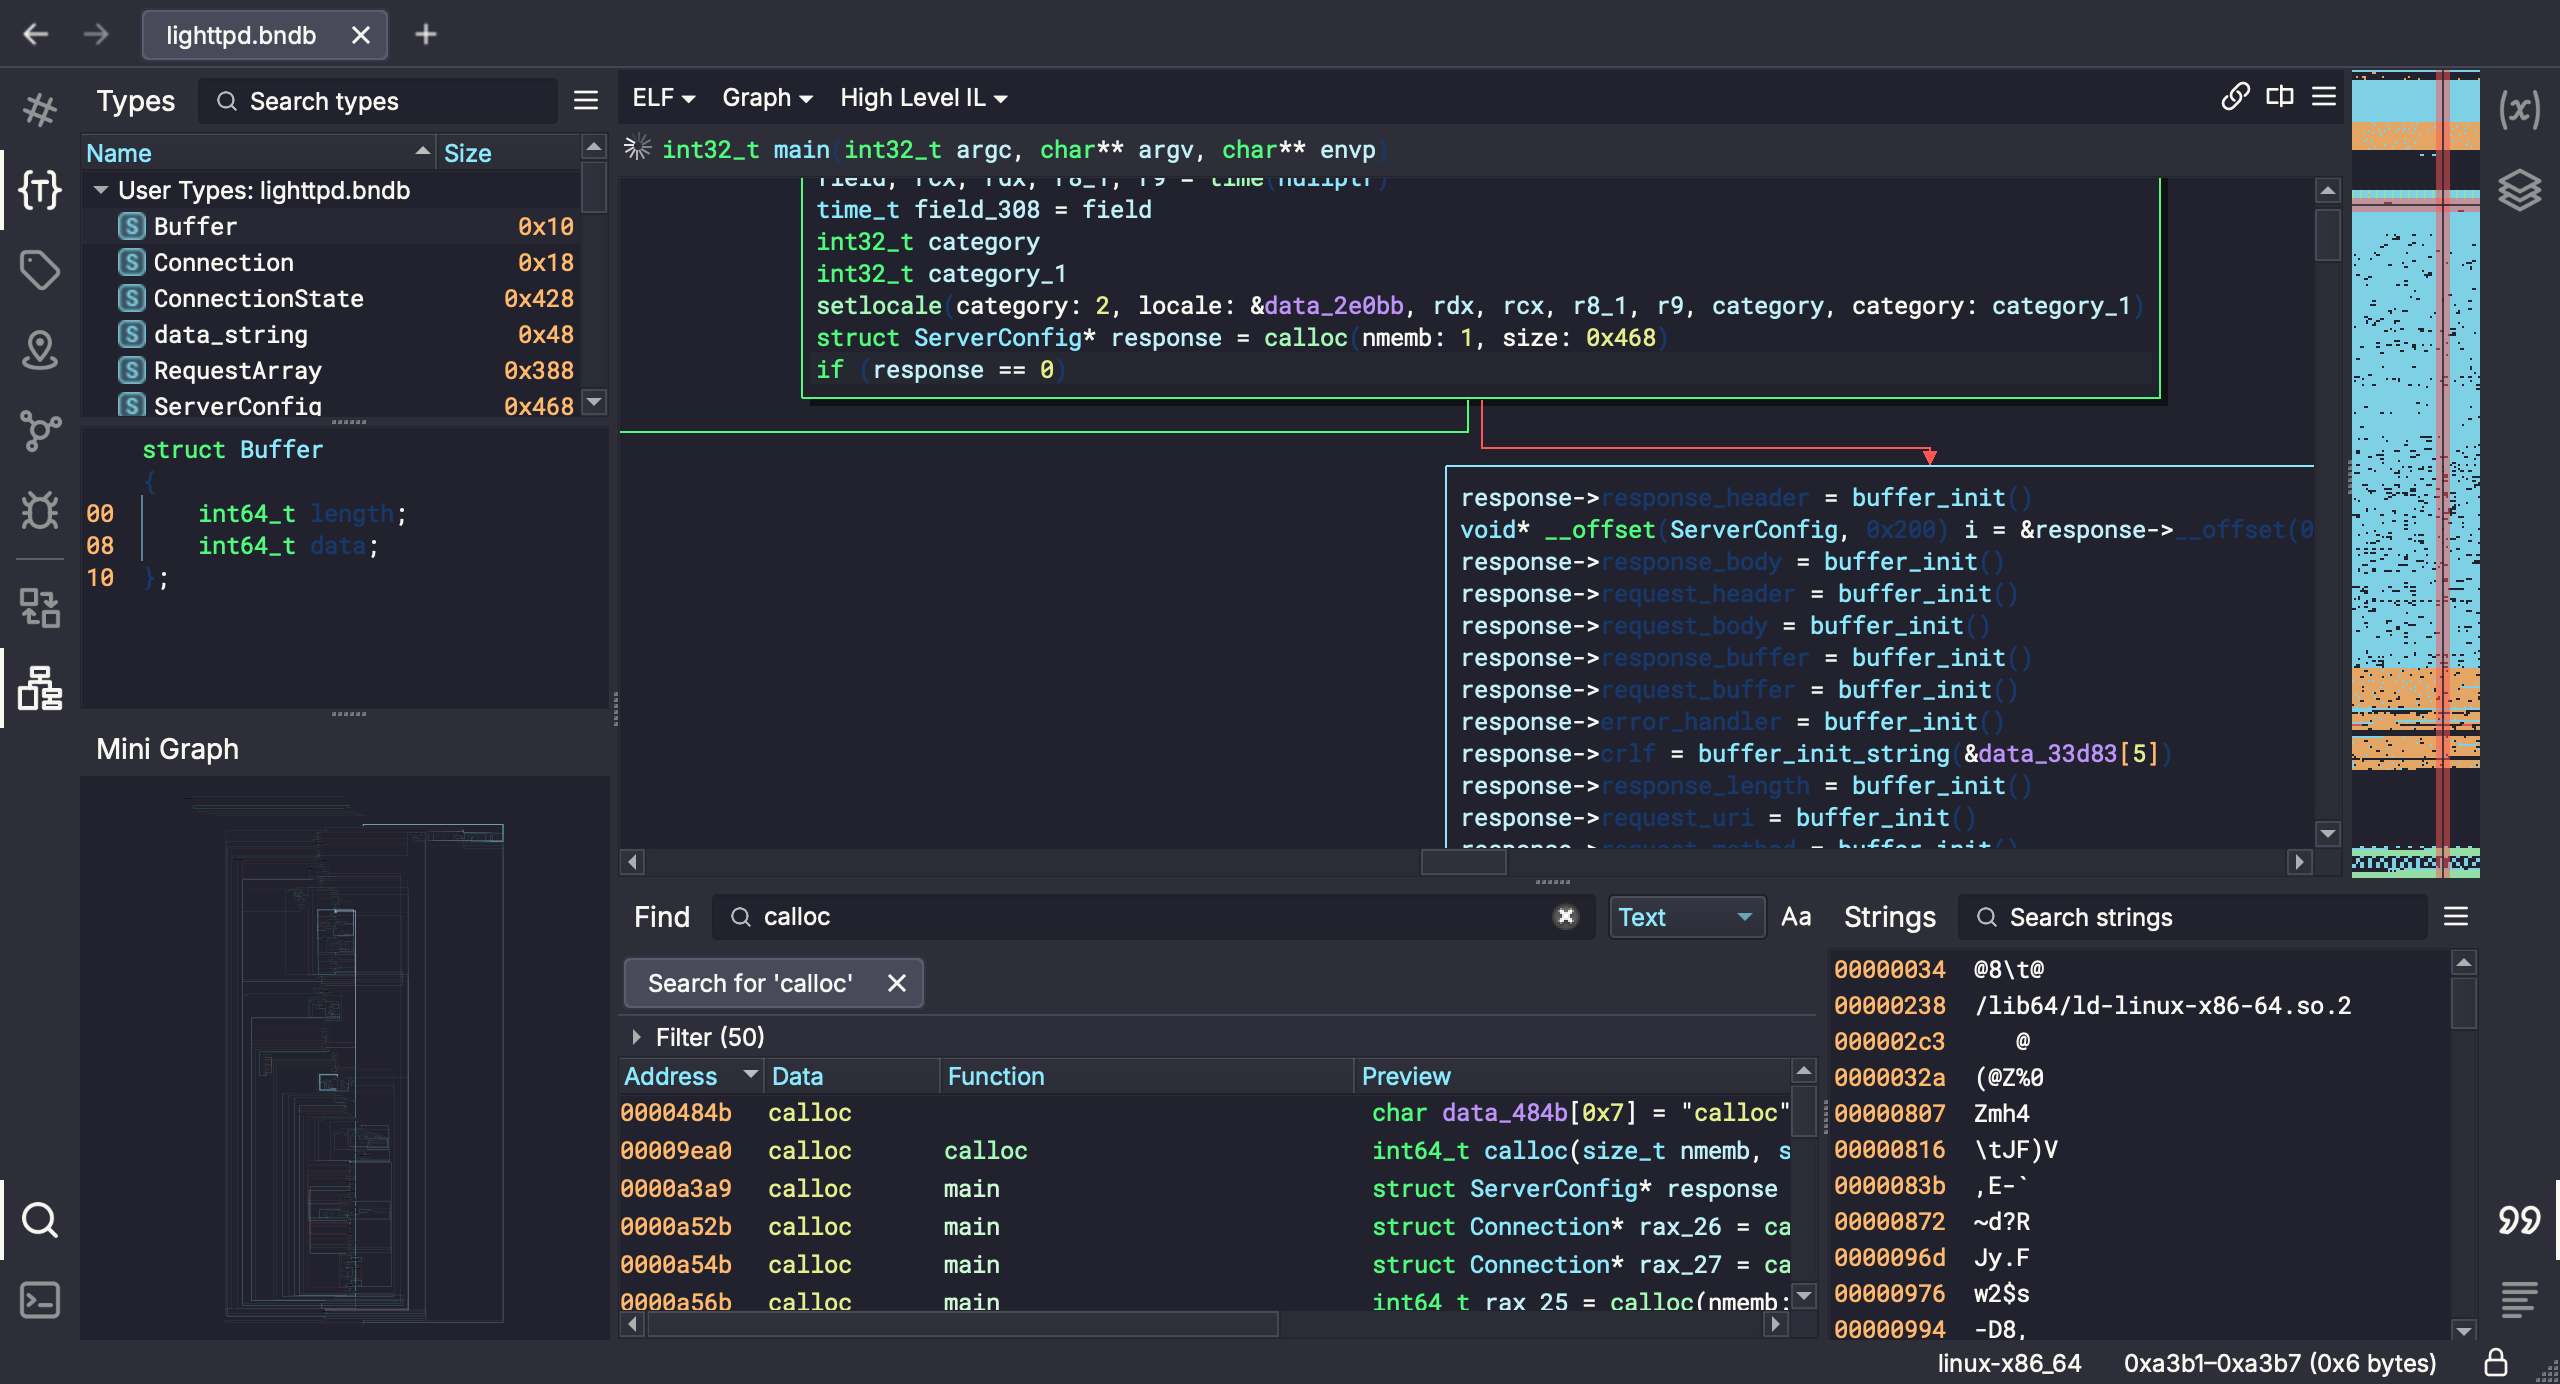 lighttpd.bndb
Types
Search types
Name Size
User Types: lighttpd.bndb
S Buffer 0x10
S Connection 0x18
S ConnectionState 0x428
S data_string 0x48
S RequestArray 0x388
S ServerConfig 0x468
struct Buffer
{
00 int64_t length;
08 int64_t data;
10 };
Mini Graph
ELF Graph High Level IL
int32_t main(int32_t argc, char** argv, char** envp)
field, rcx, rdx, r8_1, r9 = time(nullptr)
time_t field_308 = field
int32_t category
int32_t category_1
setlocale(category: 2, locale: &data_2e0bb, rdx, rcx, r8_1, r9, category, category: category_1)
struct ServerConfig* response = calloc(nmemb: 1, size: 0x468)
if (response == 0)
response->response_header = buffer_init()
void* __offset(ServerConfig, 0x200) i = &response->__offset(0
response->response_body = buffer_init()
response->request_header = buffer_init()
response->request_body = buffer_init()
response->response_buffer = buffer_init()
response->request_buffer = buffer_init()
response->error_handler = buffer_init()
response->crlf = buffer_init_string(&data_33d83[5])
response->response_length = buffer_init()
response->request_uri = buffer_init()
response->request_method = buffer_init()
Find
calloc
Text
Aa
Search for 'calloc'
Filter (50)
Address Data Function Preview
0000484b calloc char data_484b[0x7] = "calloc"
00009ea0 calloc calloc int64_t calloc(size_t nmemb, s
0000a3a9 calloc main struct ServerConfig* response
0000a52b calloc main struct Connection* rax_26 = ca
0000a54b calloc main struct Connection* rax_27 = ca
0000a56b calloc main int64_t rax_25 = calloc(nmemb:
Strings
Search strings
00000034 @8\t@
00000238 /lib64/ld-linux-x86-64.so.2
000002c3 @
0000032a (@Z%0
00000807 Zmh4
00000816 \tJF)V
0000083b ,E-`
00000872 ~d?R
0000096d Jy.F
00000976 w2$s
00000994 -D8,
linux-x86_64 0xa3b1–0xa3b7 (0x6 bytes)